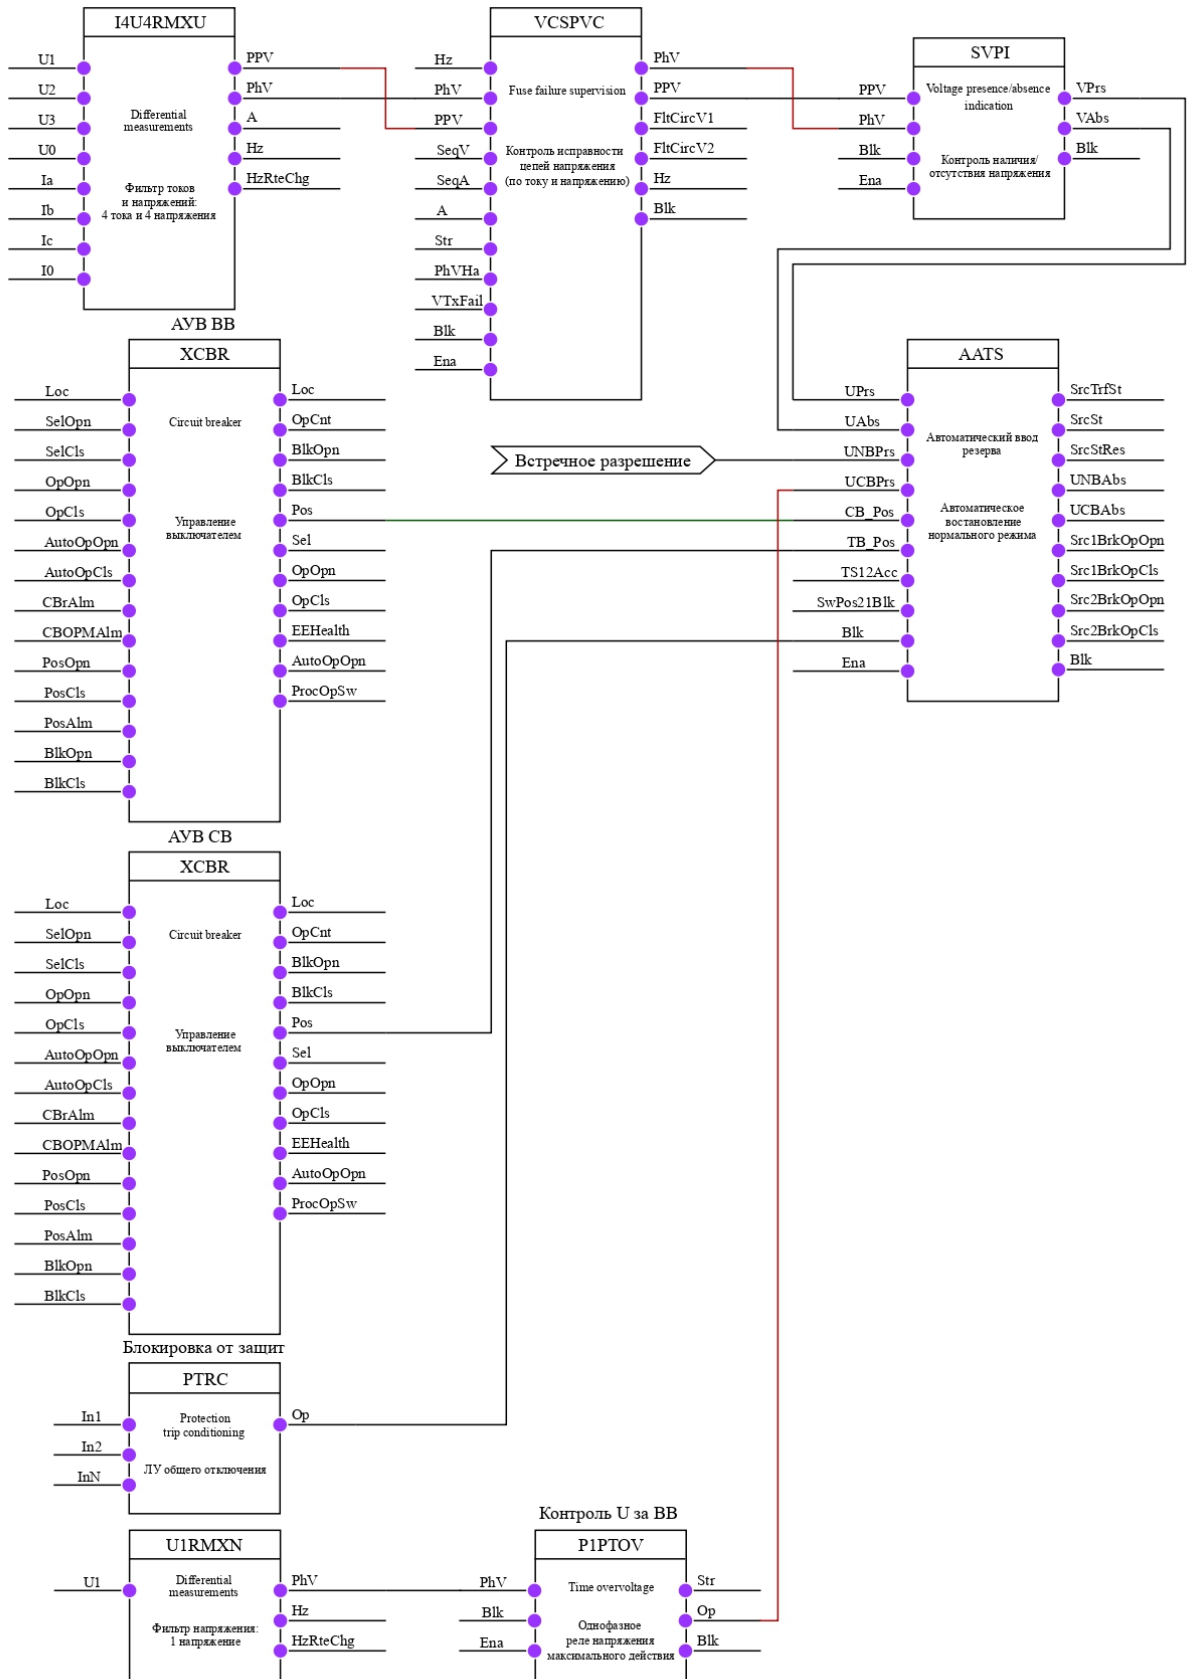 I4U4RMXU
U1
U2
U3
U0
Ia
Ib
Ic
I0
Differential
measurements
Фильтр токов
и напряжений:
4 тока и 4 напряжения
PPV
PhV
A
Hz
HzRteChg
VCSPVC
Hz
PhV
PPV
SeqV
SeqA
A
Str
PhVHa
VTxFail
Blk
Ena
Fuse failure supervision
Контроль исправности
цепей напряжения
(по току и напряжению)
PhV
PPV
FltCircV1
FltCircV2
Hz
Blk
SVPI
PPV
PhV
Blk
Ena
Voltage presence/absence
indication
Контроль наличия/
отсутствия напряжения
VPrs
VAbs
Blk
АУВ ВВ
XCBR
Loc
SelOpn
SelCls
OpOpn
OpCls
AutoOpOpn
AutoOpCls
CBrAlm
CBOPMAlm
PosOpn
PosCls
PosAlm
BlkOpn
BlkCls
Circuit breaker
Управление
выключателем
Loc
OpCnt
BlkOpn
BlkCls
Pos
Sel
OpOpn
OpCls
EEHealth
AutoOpOpn
ProcOpSw
Встречное разрешение
AATS
UPrs
UAbs
UNBPrs
UCBPrs
CB_Pos
TB_Pos
TS12Acc
SwPos21Blk
Blk
Ena
Автоматический ввод
резерва
Автоматическое
востановление
нормального режима
SrcTrfSt
SrcSt
SrcStRes
UNBAbs
UCBAbs
Src1BrkOpOpn
Src1BrkOpCls
Src2BrkOpOpn
Src2BrkOpCls
Blk
АУВ СВ
XCBR
Loc
SelOpn
SelCls
OpOpn
OpCls
AutoOpOpn
AutoOpCls
CBrAlm
CBOPMAlm
PosOpn
PosCls
PosAlm
BlkOpn
BlkCls
Circuit breaker
Управление
выключателем
Loc
OpCnt
BlkOpn
BlkCls
Pos
Sel
OpOpn
OpCls
EEHealth
AutoOpOpn
ProcOpSw
Блокировка от защит
PTRC
In1
In2
InN
Protection
trip conditioning
ЛУ общего отключения
Op
U1RMXN
U1
Differential
measurements
Фильтр напряжения:
1 напряжение
PhV
Hz
HzRteChg
Контроль U за ВВ
P1PTOV
PhV
Blk
Ena
Time overvoltage
Однофазное
реле напряжения
максимального действия
Str
Op
Blk